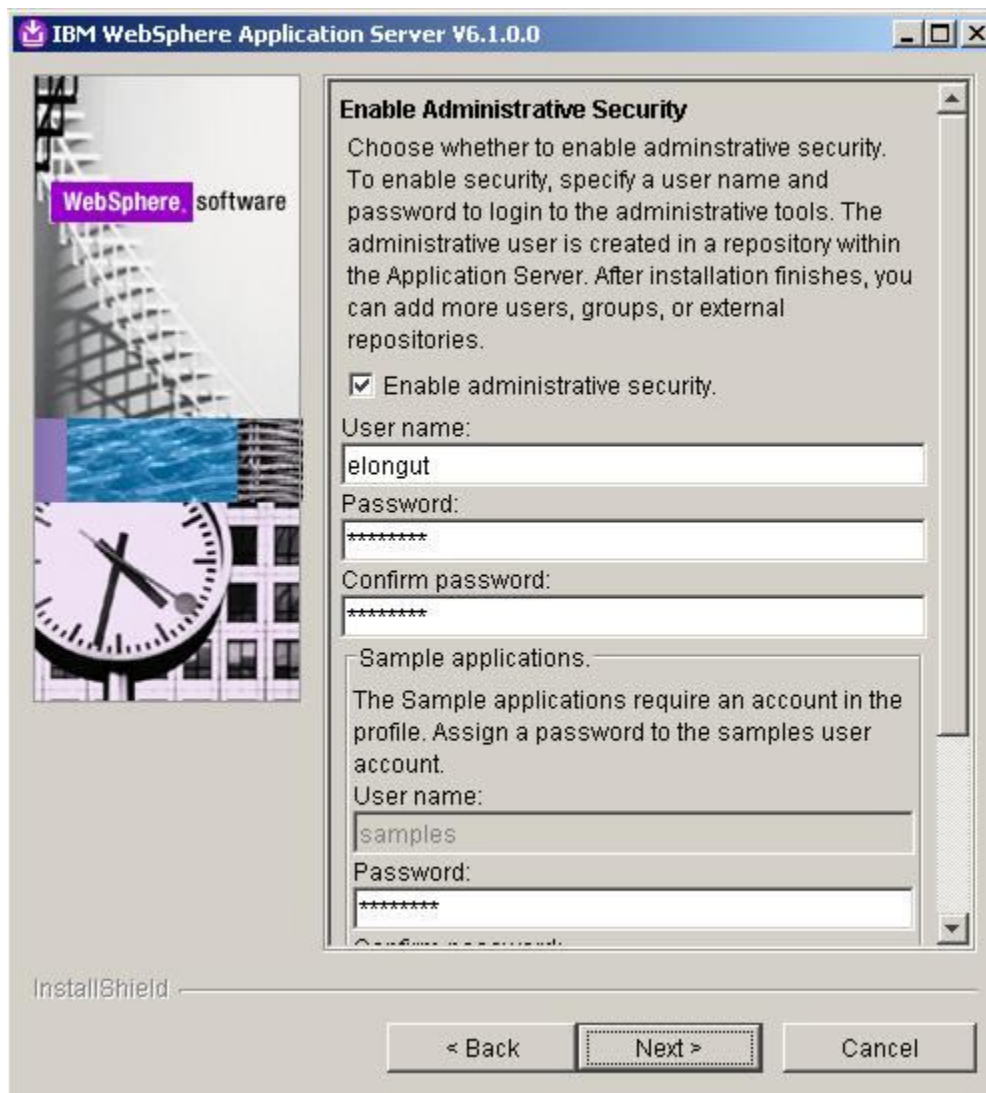 IBM WebSphere Application Server V6.1.0.0
WebSphere. software
Enable Administrative Security
Choose whether to enable adminstrative security.
To enable security, specify a user name and
password to login to the administrative tools. The
administrative user is created in a repository within
the Application Server. After installation finishes, you
can add more users, groups, or external
repositories.
Enable administrative security.
User name:
elongut
Password:
********
Confirm password:
********
Sample applications.
The Sample applications require an account in the
profile. Assign a password to the samples user
account.
User name:
samples
Password:
********
InstallShield
< Back
Next >
Cancel